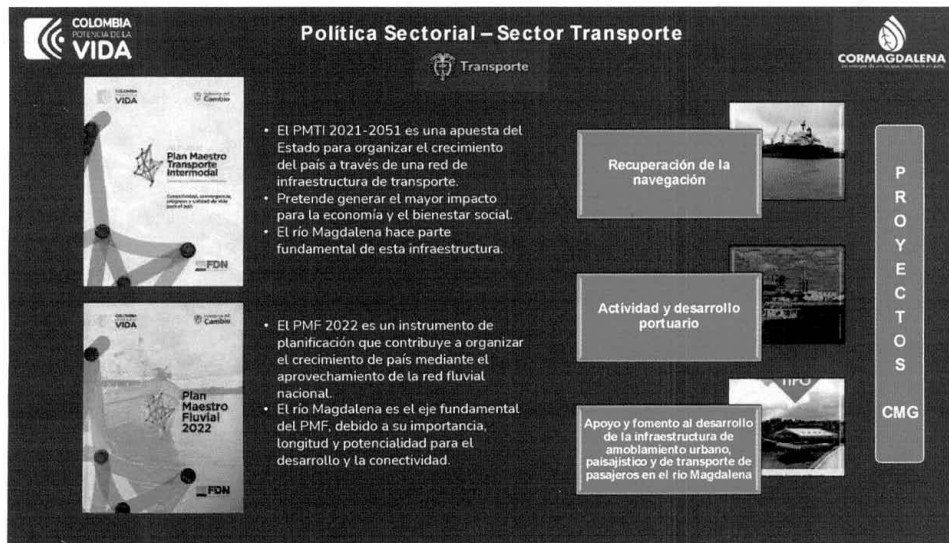 COLOMBIA
POTENCIA DE LA
VIDA
Política Sectorial – Sector Transporte
Transporte
CORMAGDALENA
COLOMBIA
VIDA
Cambio
Plan Maestro
Transporte
Intermodal
FDN
• El PMTI 2021-2051 es una apuesta del
Estado para organizar el crecimiento
del país a través de una red de
infraestructura de transporte.
• Pretende generar el mayor impacto
para la economía y el bienestar social.
• El río Magdalena hace parte
fundamental de esta infraestructura.
COLOMBIA
VIDA
Cambio
Plan
Maestro
Fluvial
2022
FDN
• El PMF 2022 es un instrumento de
planificación que contribuye a organizar
el crecimiento de país mediante el
aprovechamiento de la red fluvial
nacional.
• El río Magdalena es el eje fundamental
del PMF, debido a su importancia,
longitud y potencialidad para el
desarrollo y la conectividad.
Recuperación de la
navegación
Actividad y desarrollo
portuario
Apoyo y fomento al desarrollo
de la infraestructura de
amoblamiento urbano,
paisajístico y de transporte de
pasajeros en el río Magdalena
P
R
O
Y
E
C
T
O
S
CMG